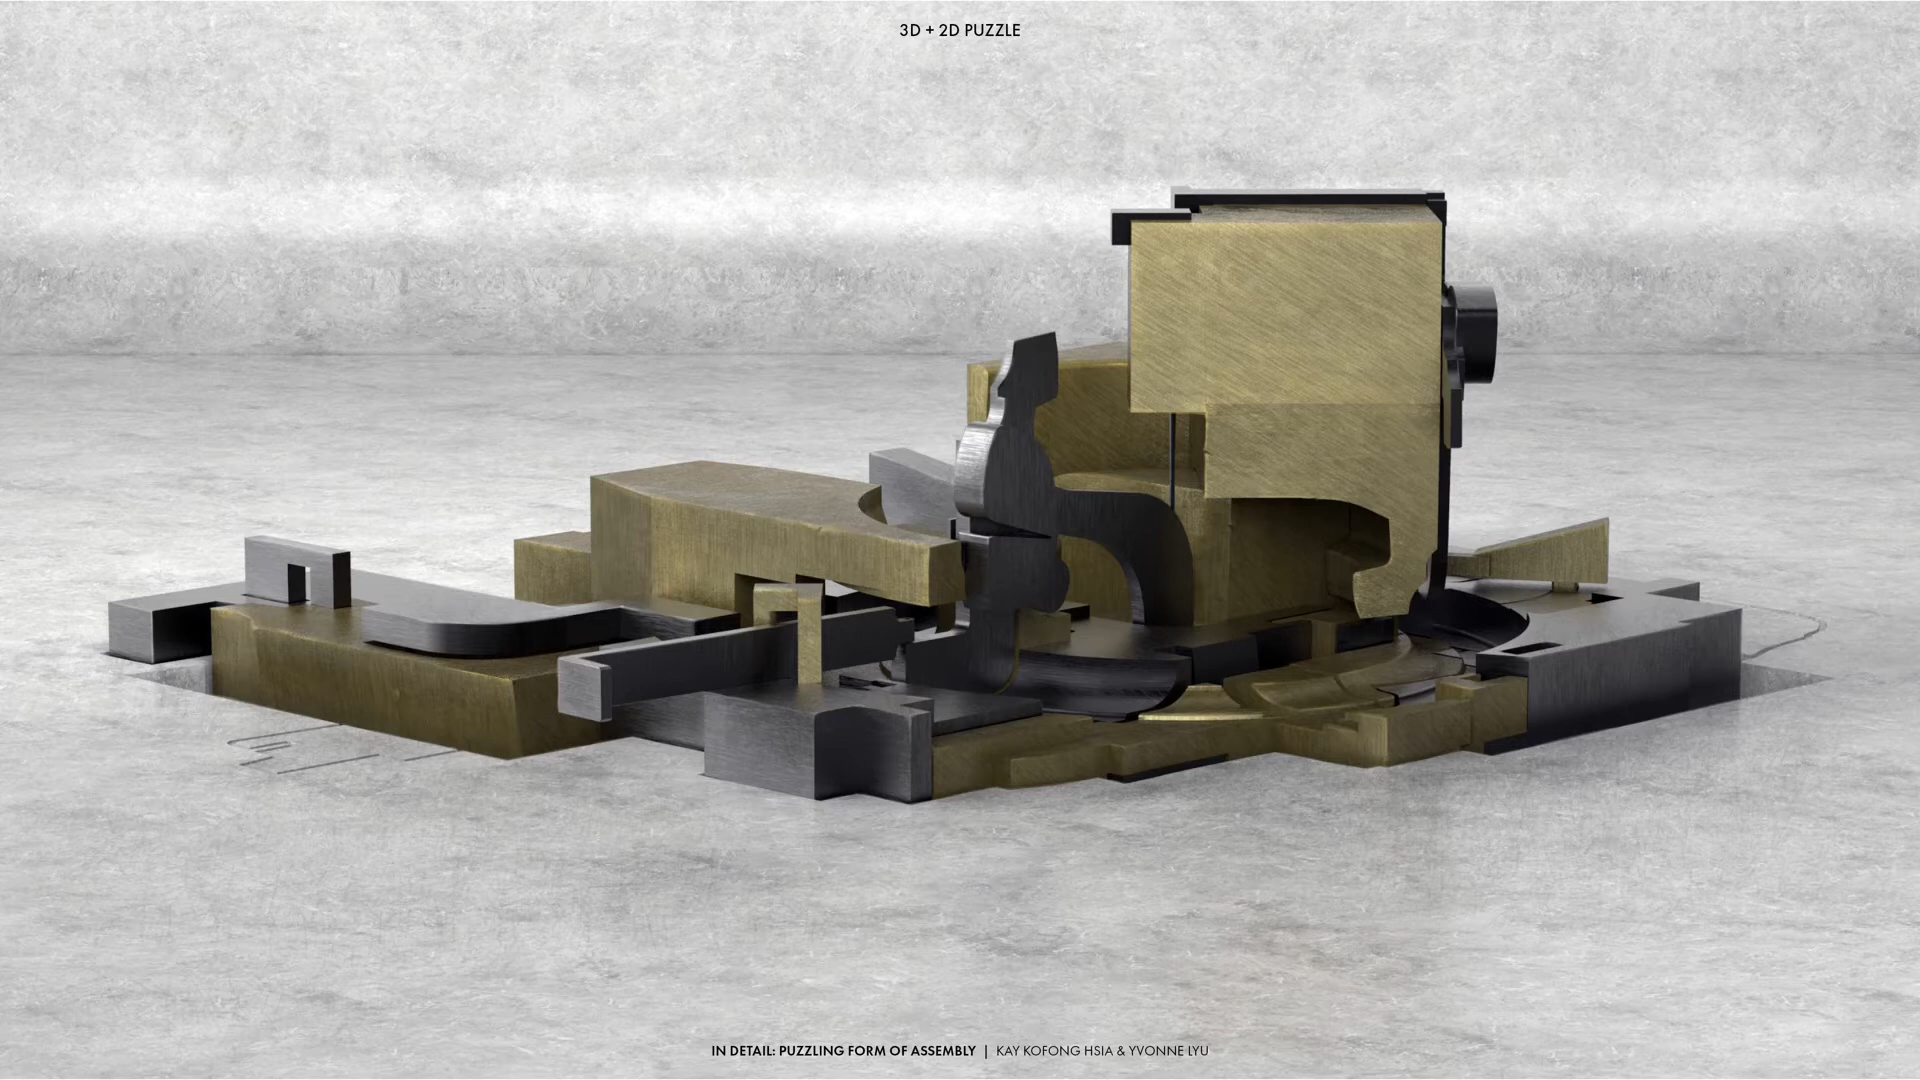 3D + 2D PUZZLE
IN DETAIL: PUZZLING FORM OF ASSEMBLY | KAY KOFONG HSIA & YVONNE LYU